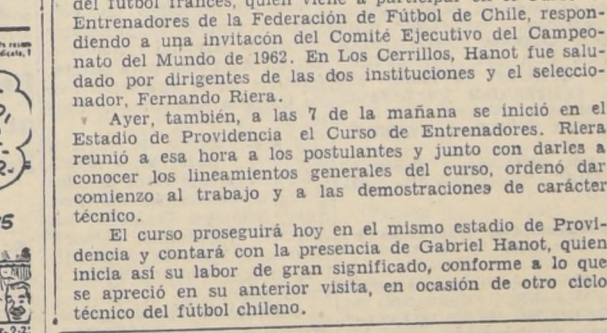 del fútbol francés, quien viene a participar en el
Entrenadores de la Federación de Fútbol de Chile, respon-
diendo a una invitacón del Comité Ejecutivo del Campeo-
nato del Mundo de 1962. En Los Cerrillos, Hanot fue salu-
dado por dirigentes de las dos instituciones y el seleccio-
nador, Fernando Riera.
Ayer, también, a las 7 de la mañana se inició en el
Estadio de Providencia el Curso de Entrenadores. Riera
reunió a esa hora a los postulantes y junto con darles a
conocer los lineamientos generales del curso, ordenó dar
comienzo al trabajo y a las demostraciones de carácter
técnico.
El curso proseguirá hoy en el mismo estadio de Provi-
dencia y contará con la presencia de Gabriel Hanot, quien
inicia así su labor de gran significado, conforme a lo que
se apreció en su anterior visita, en ocasión de otro ciclo
técnico del fútbol chileno.